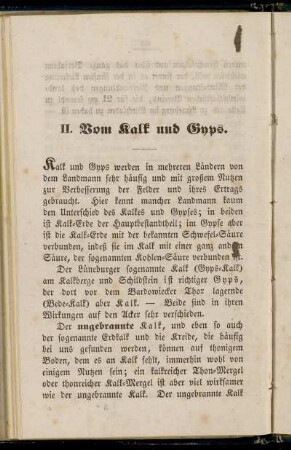 II. Vom Kalk und Gyps.
Kalk und Gyps werden in mehreren Ländern von
dem Landmann sehr häufig und mit großem Nutzen
zur Verbesserung der Felder und ihres Ertrags
gebraucht. Hier kennt mancher Landmann kaum
den Unterschied des Kalkes und Gypses; in beiden
ist Kalk-Erde der Hauptbestandtheil; im Gypse aber
ist die Kalk-Erde mit der bekannten Schwefel-Säure
verbunden, indeß sie im Kalk mit einer ganz andern
Säure, der sogenannten Kohlen-Säure verbunden ist.
Der Lüneburger sogenannte Kalk (Gyps-Kalk)
am Kalkberge und Schildstein ist richtiger Gyps,
der dort vor dem Bardowiecker Thor lagernde
(Bede-Kalk) aber Kalk. — Beide sind in ihren
Wirkungen auf den Acker sehr verschieden.
Der ungebrannte Kalk, und eben so auch
der sogenannte Erdkalk und die Kreide, die häufig
bei uns gefunden werden, können auf thonigem
Boden, dem es an Kalk fehlt, immerhin wohl von
einigem Nutzen sein; ein kalkreicher Thon-Mergel
oder thonreicher Kalk-Mergel ist aber viel wirksamer
wie der ungebrannte Kalk. Der ungebrannte Kalk